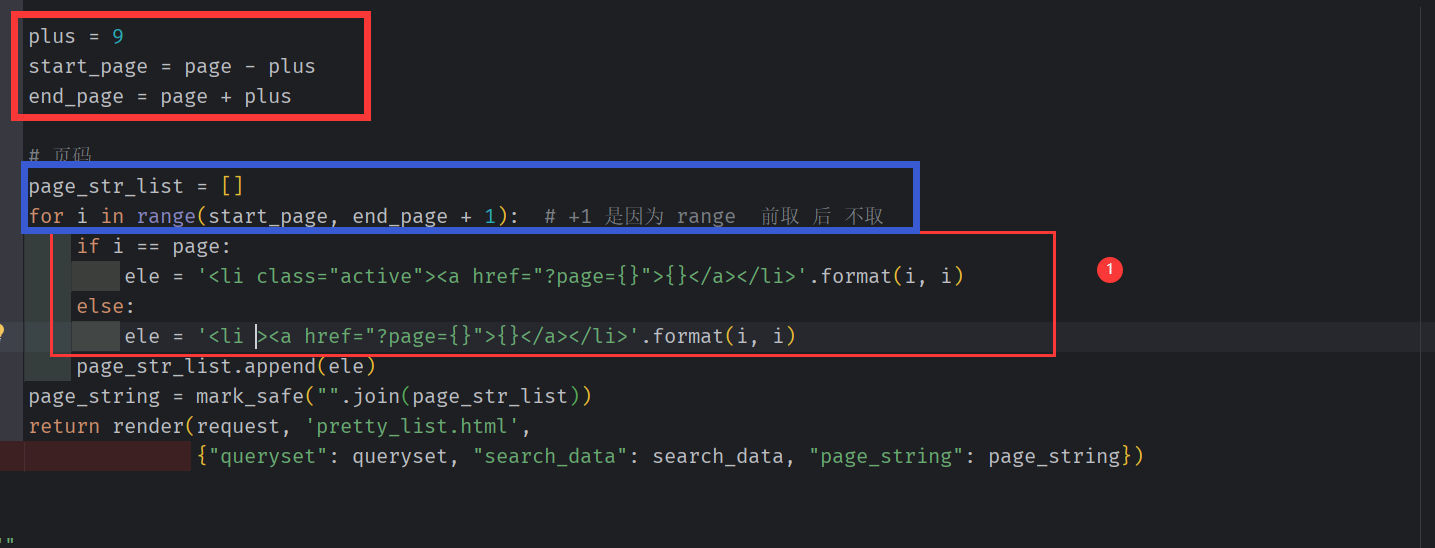 plus = 9
start_page = page - plus
end_page = page + plus
# 页码
page_str_list = []
for i in range(start_page, end_page + 1):  # +1 是因为 range  前取 后 不取
if i == page:
ele = '<li class="active"><a href="?page={}">{}</a></li>'.format(i, i)
1
else:
ele = '<li ><a href="?page={}">{}</a></li>'.format(i, i)
page_str_list.append(ele)
page_string = mark_safe("".join(page_str_list))
return render(request, 'pretty_list.html',
{"queryset": queryset, "search_data": search_data, "page_string": page_string})
""